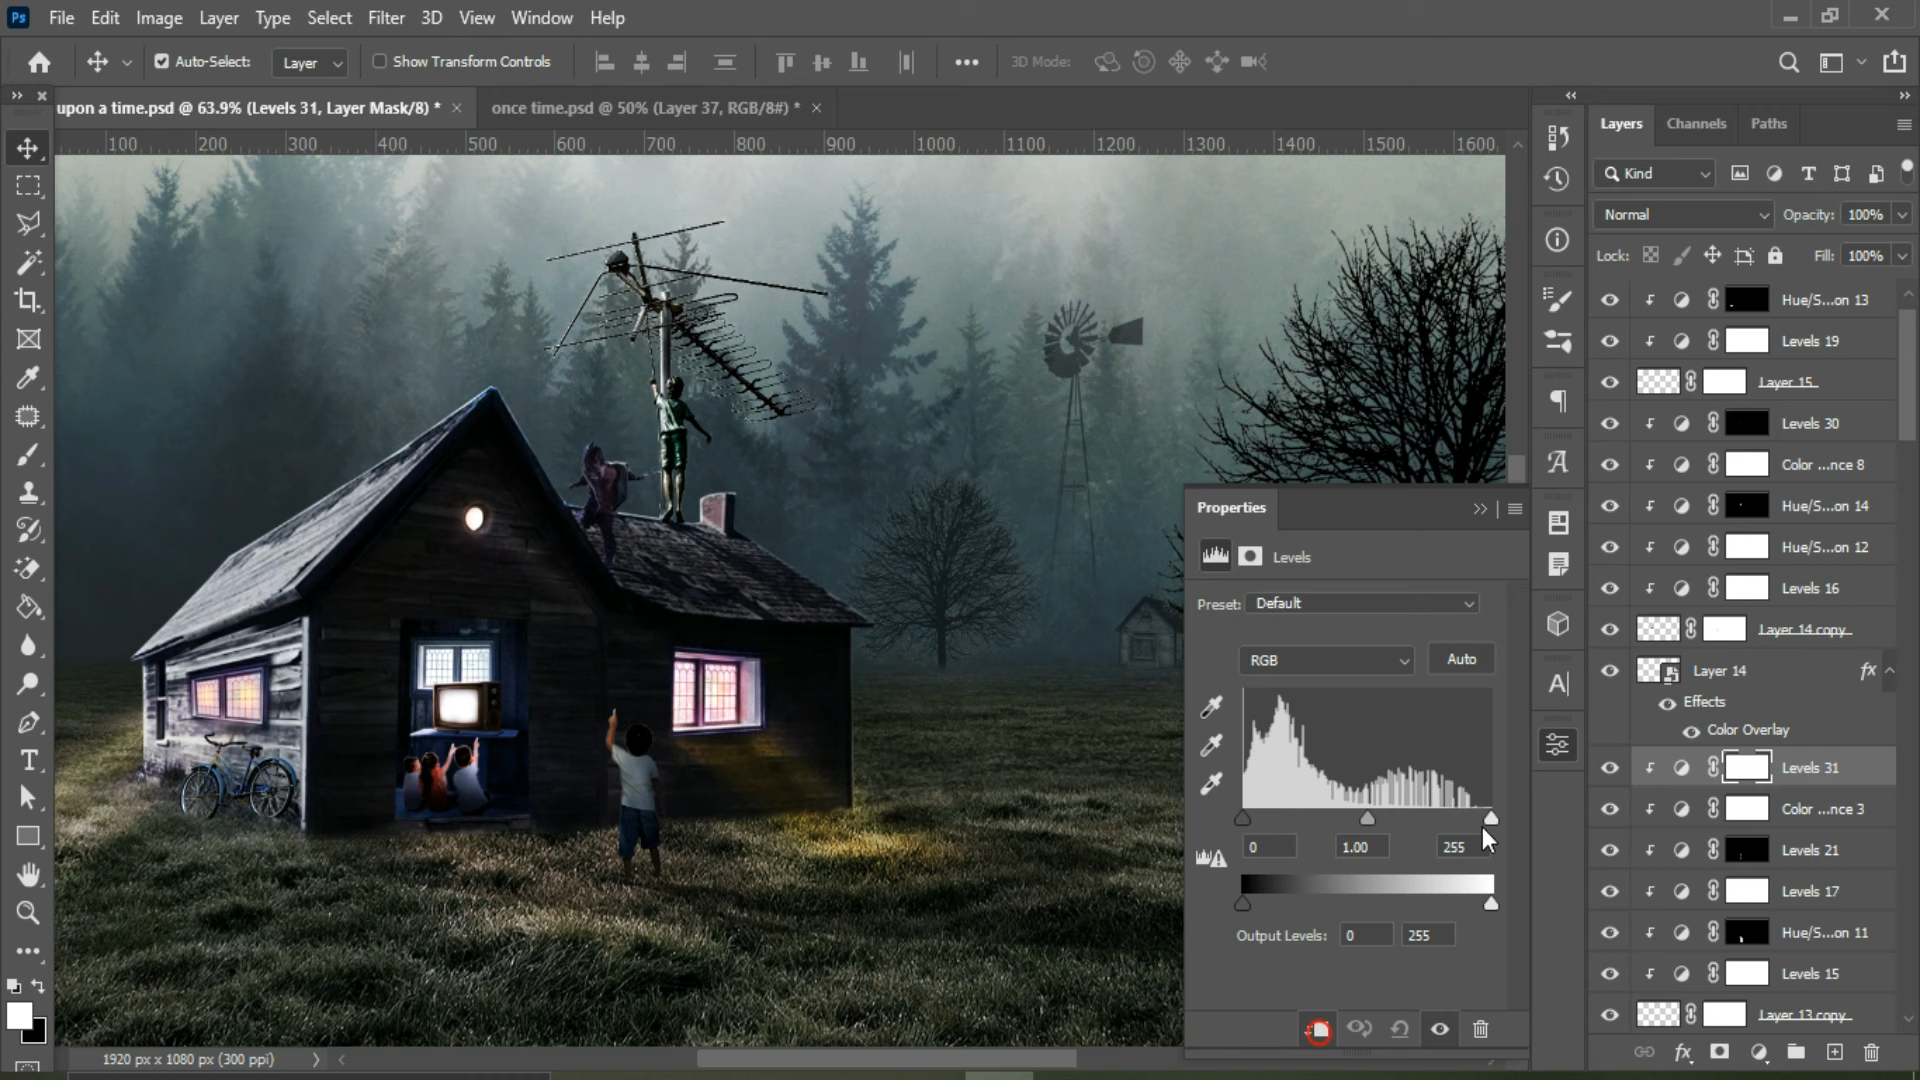 Ps File Edit Image Layer Type Select Filter 3D View Window Help
Auto-Select: Layer Show Transform Controls 3D Mode:
upon a time.psd @ 63.9% (Levels 31, Layer Mask/8) * once time.psd @ 50% (Layer 37, RGB/8#) *
100 200 300 400 500 600 700 800 900 1000 1100 1200 1300 1400 1500 1600
Layers Channels Paths
Kind
Normal Opacity: 100%
Lock: Fill: 100%
Hue/S...on 13
Levels 19
Layer 15
Levels 30
Color ...nce 8
Hue/S...on 14
Hue/S...on 12
Levels 16
Layer 14 copy
Layer 14 fx
Effects
Color Overlay
Levels 31
Color ...nce 3
Levels 21
Levels 17
Hue/S...on 11
Levels 15
Layer 13 copy
Properties
Levels
Preset: Default
RGB Auto
0 1.00 255
Output Levels: 0 255
1920 px x 1080 px (300 ppi)